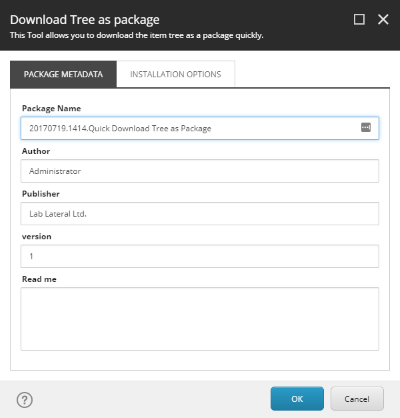 Download Tree as package
This Tool allows you to download the item tree as a package quickly.
PACKAGE METADATA
INSTALLATION OPTIONS
Package Name
20170719.1414.Quick Download Tree as Package
Author
Administrator
Publisher
Lab Lateral Ltd.
version
1
Read me
?
OK
Cancel